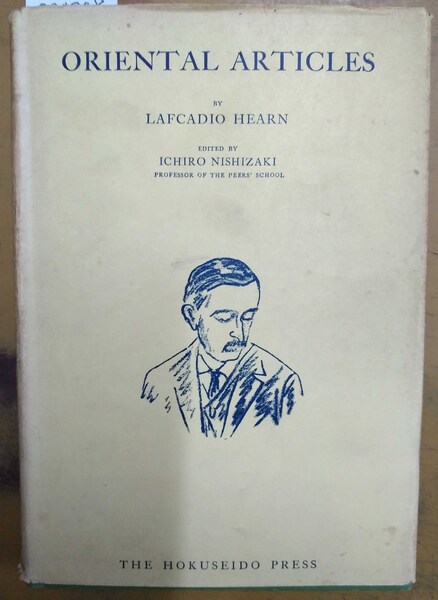 ORIENTAL ARTICLES
BY
LAFCADIO HEARN
EDITED BY
ICHIRO NISHIZAKI
PROFESSOR OF THE PEERS' SCHOOL
THE HOKUSEIDO PRESS